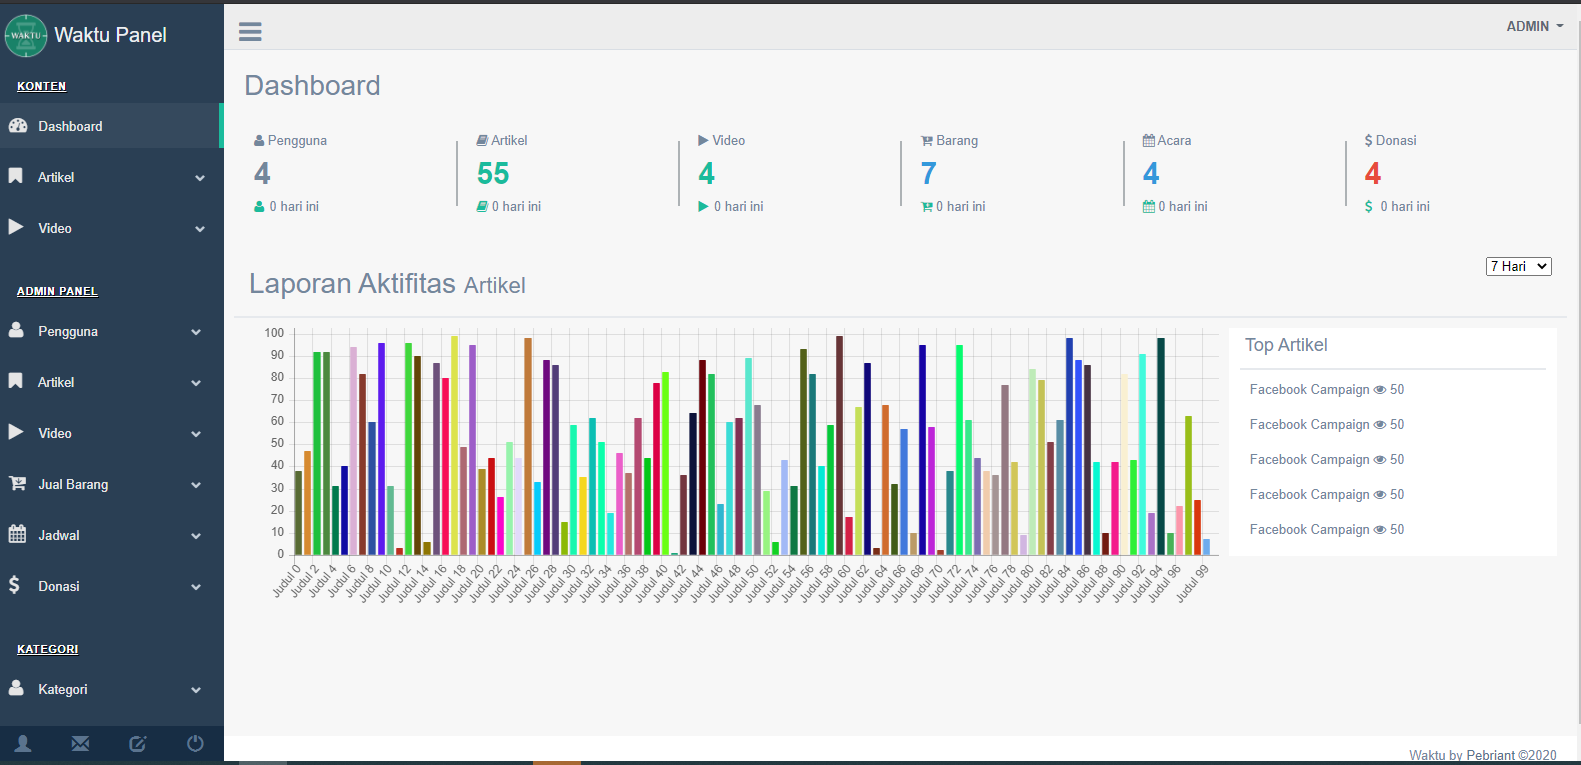 WAKTU
Waktu Panel
KONTEN
Dashboard
Artikel
Video
ADMIN PANEL
Pengguna
Artikel
Video
Jual Barang
Jadwal
Donasi
KATEGORI
Kategori
ADMIN
Dashboard
Pengguna
4
0 hari ini
Artikel
55
0 hari ini
Video
4
0 hari ini
Barang
7
0 hari ini
Acara
4
0 hari ini
$ Donasi
4
$ 0 hari ini
7 Hari
Laporan Aktifitas Artikel
100
90
80
70
60
50
40
30
20
10
0
Judul 0
Judul 2
Judul 4
Judul 6
Judul 8
Judul 10
Judul 12
Judul 14
Judul 16
Judul 18
Judul 20
Judul 22
Judul 24
Judul 26
Judul 28
Judul 30
Judul 32
Judul 34
Judul 36
Judul 38
Judul 40
Judul 42
Judul 44
Judul 46
Judul 48
Judul 50
Judul 52
Judul 54
Judul 56
Judul 58
Judul 60
Judul 62
Judul 64
Judul 66
Judul 68
Judul 70
Judul 72
Judul 74
Judul 76
Judul 78
Judul 80
Judul 82
Judul 84
Judul 86
Judul 88
Judul 90
Judul 92
Judul 94
Judul 96
Judul 99
Top Artikel
Facebook Campaign 50
Facebook Campaign 50
Facebook Campaign 50
Facebook Campaign 50
Facebook Campaign 50
Waktu by Pebriant ©2020